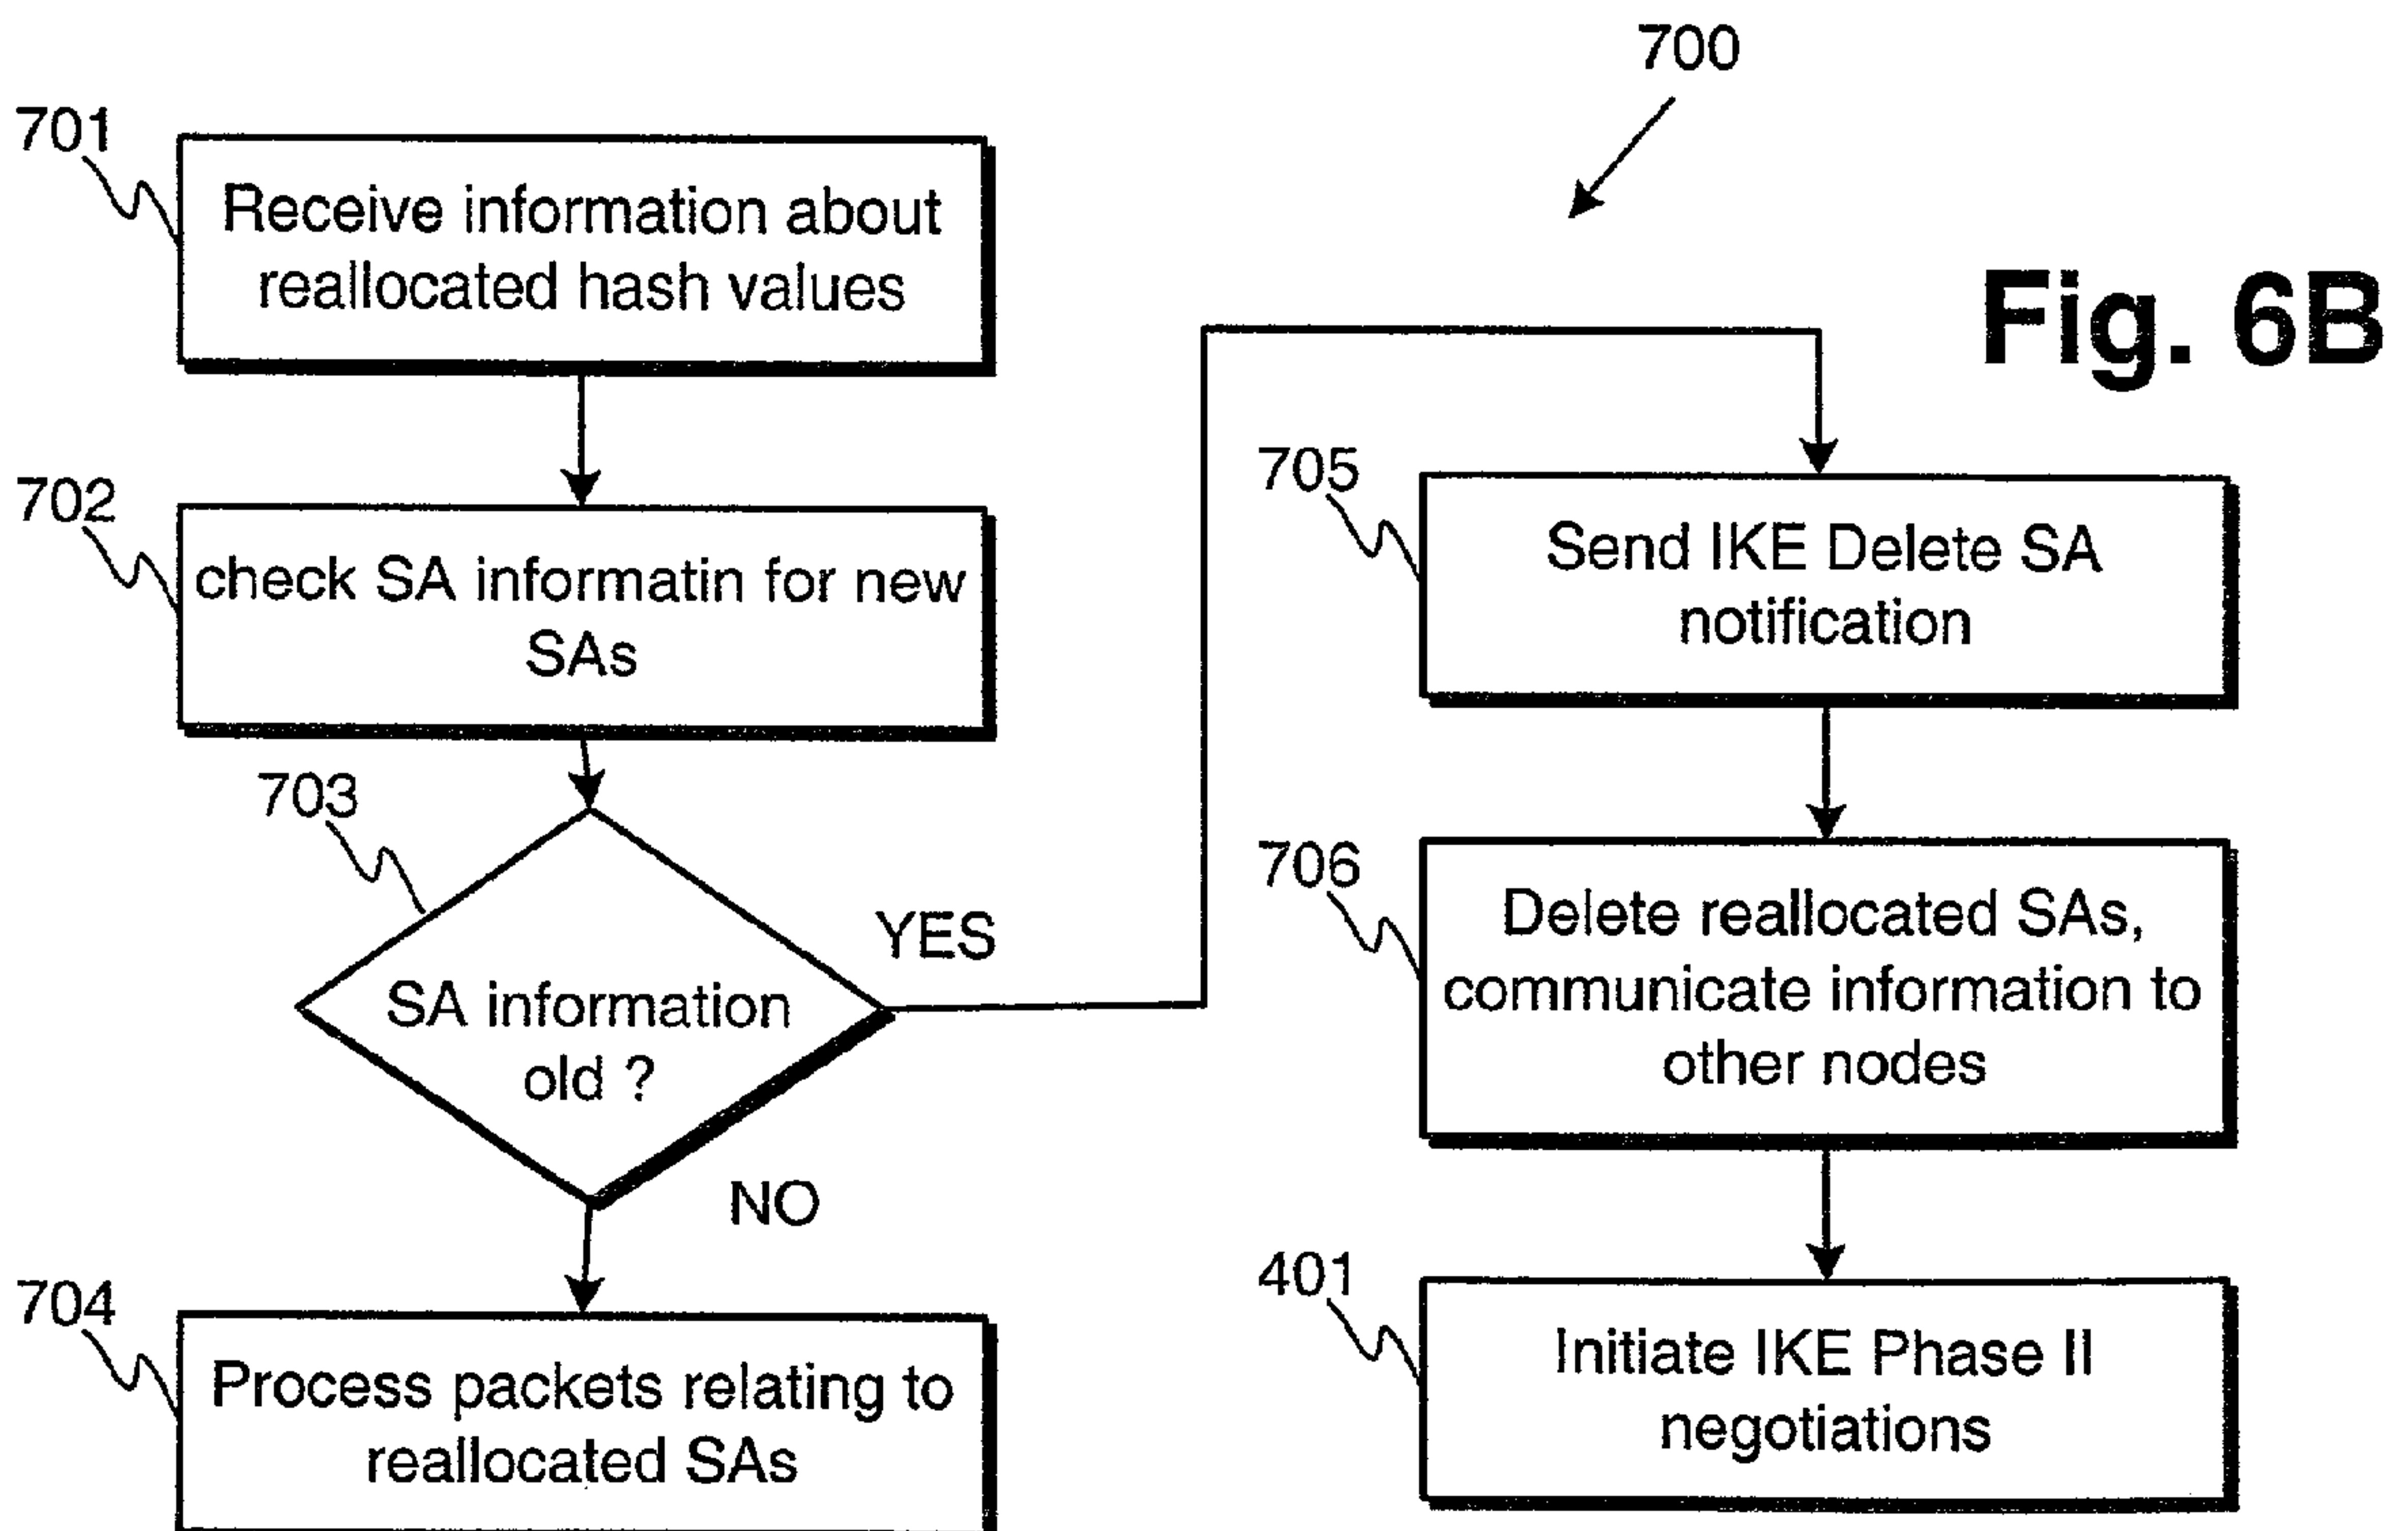 700
Fig. 6B
701
Receive information about
reallocated hash values
702
check SA informatin for new
SAs
703
SA information
old ?
YES
NO
704
Process packets relating to
reallocated SAs
705
Send IKE Delete SA
notification
706
Delete reallocated SAs,
communicate information to
other nodes
401
Initiate IKE Phase II
negotiations